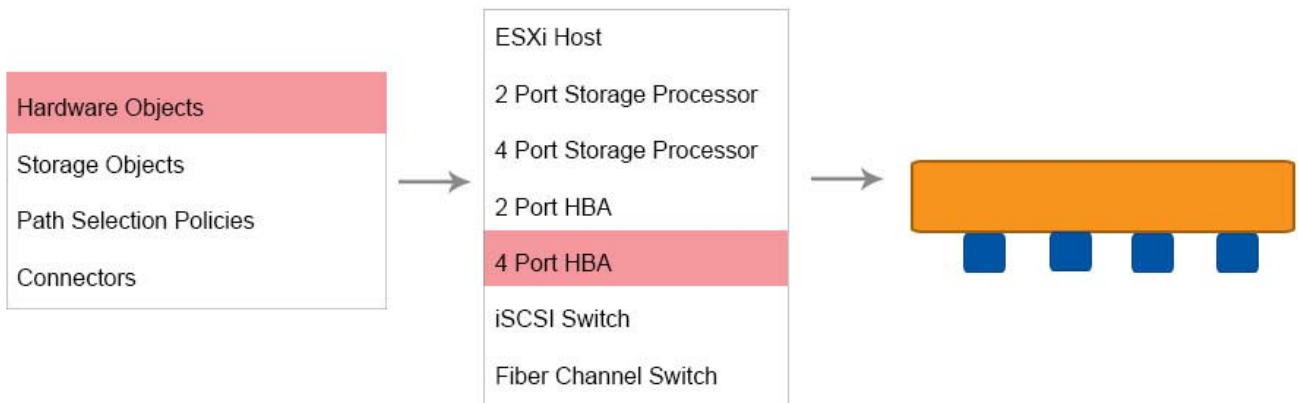 Hardware Objects
Storage Objects
Path Selection Policies
Connectors
ESXi Host
2 Port Storage Processor
4 Port Storage Processor
2 Port HBA
4 Port HBA
iSCSI Switch
Fiber Channel Switch